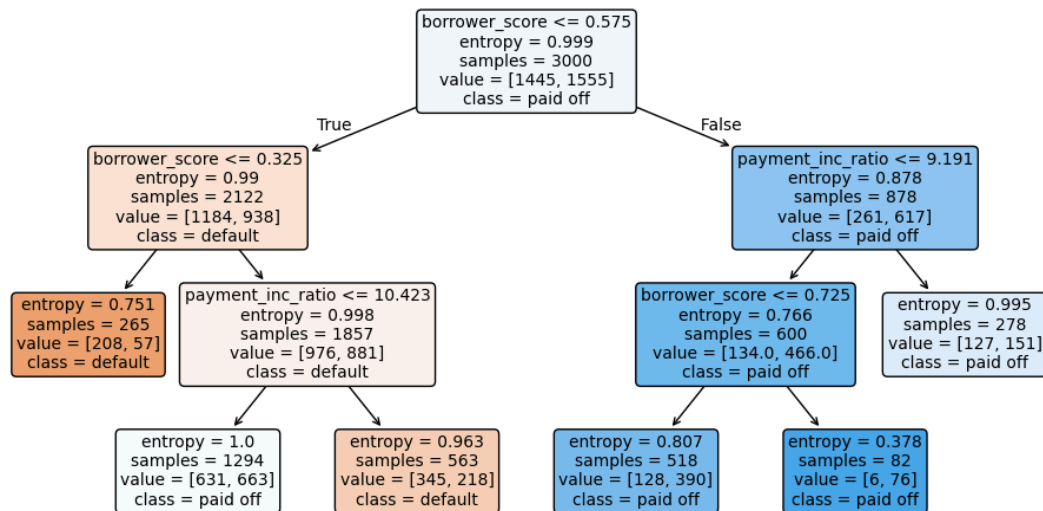 borrower_score <= 0.575
entropy = 0.999
samples = 3000
value = [1445, 1555]
class = paid off
True
False
borrower_score <= 0.325
entropy = 0.99
samples = 2122
value = [1184, 938]
class = default
payment_inc_ratio <= 9.191
entropy = 0.878
samples = 878
value = [261, 617]
class = paid off
entropy = 0.751
samples = 265
value = [208, 57]
class = default
payment_inc_ratio <= 10.423
entropy = 0.998
samples = 1857
value = [976, 881]
class = default
borrower_score <= 0.725
entropy = 0.766
samples = 600
value = [134.0, 466.0]
class = paid off
entropy = 0.995
samples = 278
value = [127, 151]
class = paid off
entropy = 1.0
samples = 1294
value = [631, 663]
class = paid off
entropy = 0.963
samples = 563
value = [345, 218]
class = default
entropy = 0.807
samples = 518
value = [128, 390]
class = paid off
entropy = 0.378
samples = 82
value = [6, 76]
class = paid off